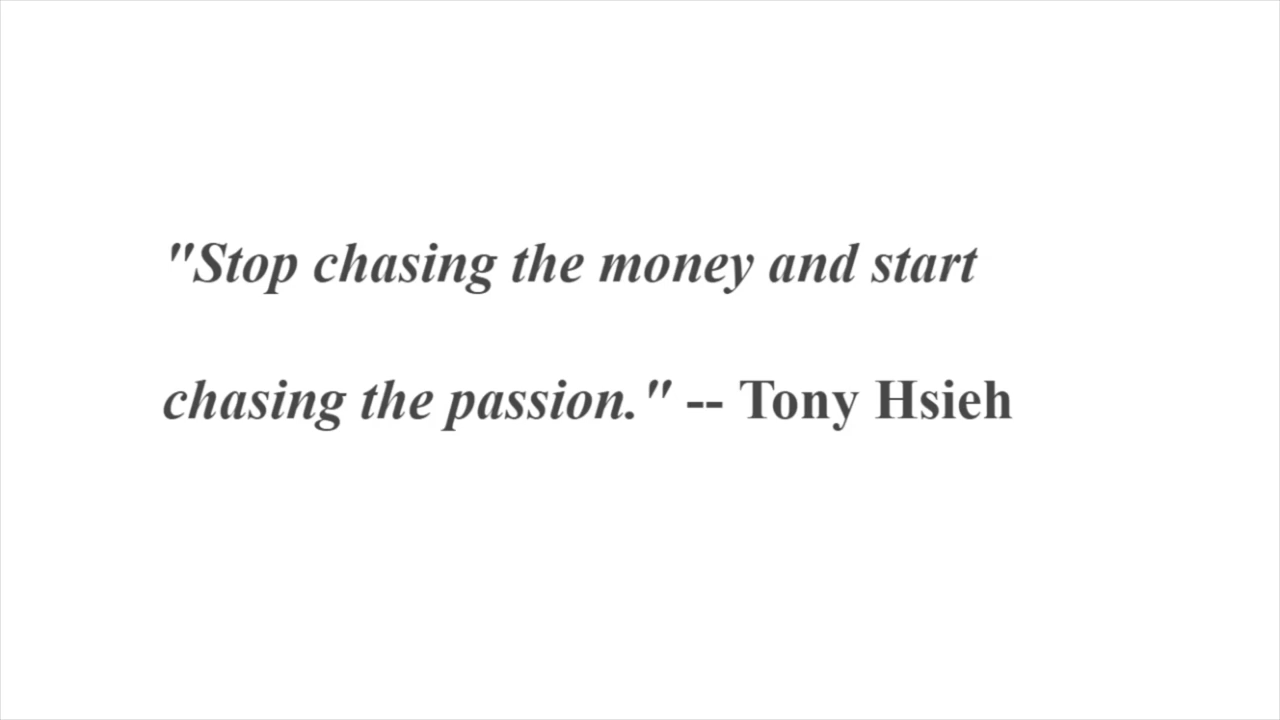 "Stop chasing the money and start
chasing the passion." -- Tony Hsieh